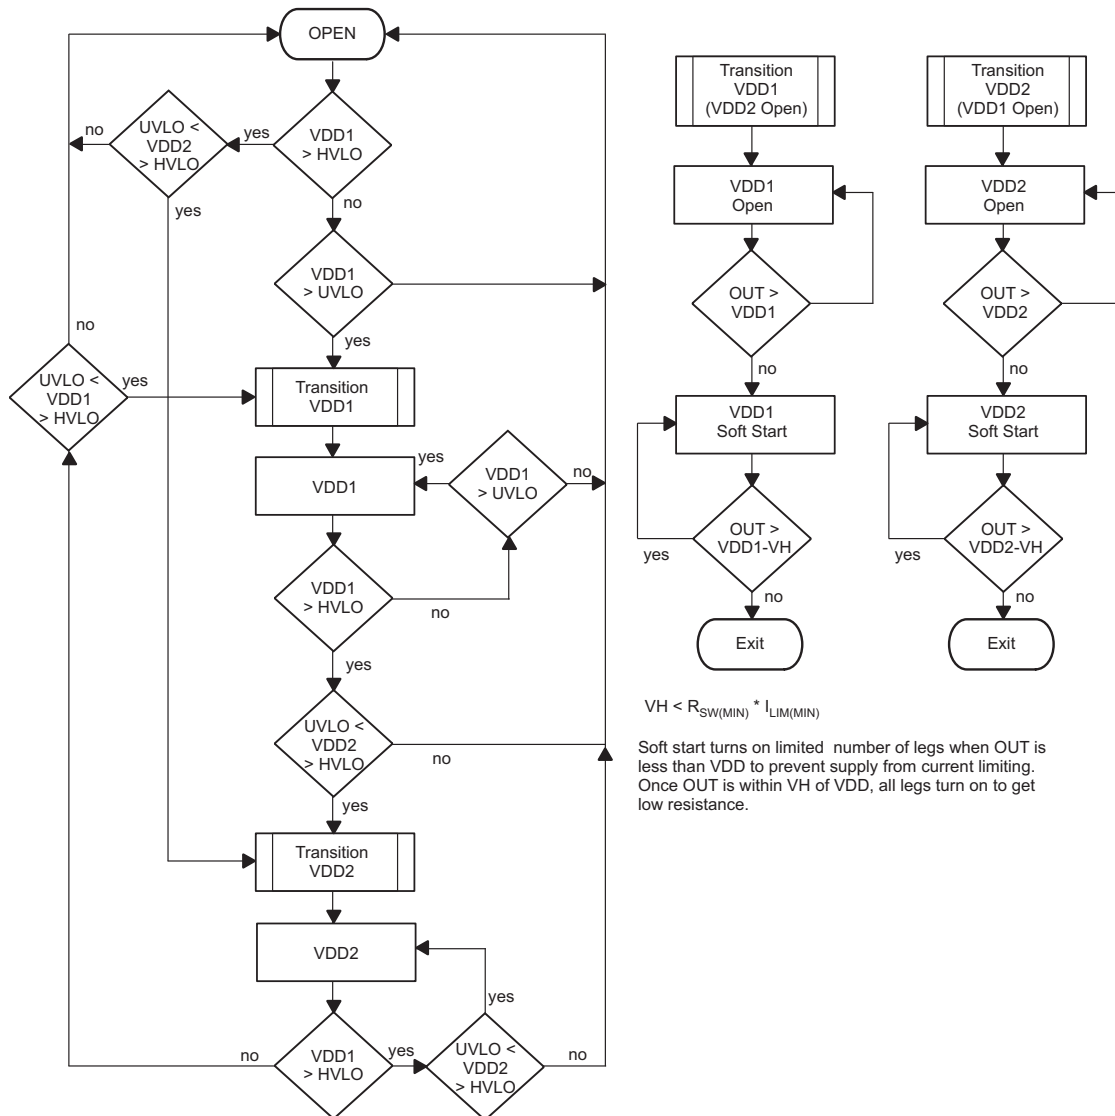 OPEN
VDD1
> HVLO
yes
UVLO <
VDD2
> HVLO
no
yes
no
VDD1
> UVLO
yes
no
UVLO <
VDD1
> HVLO
yes
Transition
VDD1
VDD1
yes
VDD1
> UVLO
no
VDD1
> HVLO
no
yes
UVLO <
VDD2
> HVLO
no
yes
Transition
VDD2
VDD2
yes
no
VDD1
> HVLO
yes
UVLO <
VDD2
> HVLO
no
Transition
VDD1
(VDD2 Open)
VDD1
Open
OUT >
VDD1
no
VDD1
Soft Start
OUT >
VDD1-VH
yes
no
Exit
Transition
VDD2
(VDD1 Open)
VDD2
Open
OUT >
VDD2
no
VDD2
Soft Start
OUT >
VDD2-VH
yes
no
Exit
VH < R_SW(MIN) * I_LIM(MIN)
Soft start turns on limited number of legs when OUT is
less than VDD to prevent supply from current limiting.
Once OUT is within VH of VDD, all legs turn on to get
low resistance.